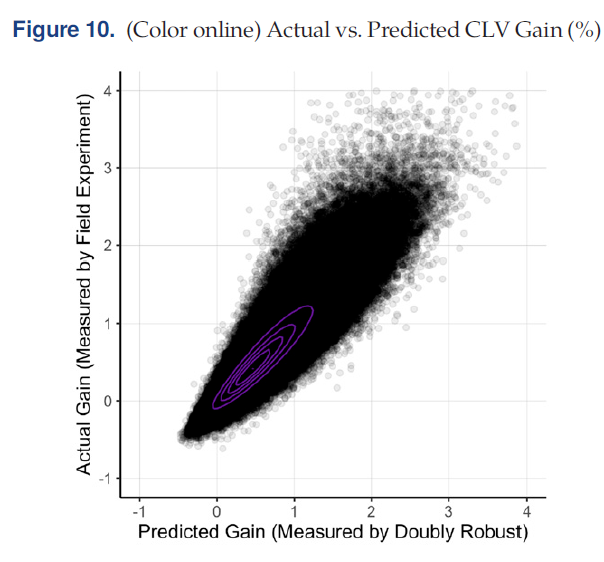 Figure 10. (Color online) Actual vs. Predicted CLV Gain (%)
Actual Gain (Measured by Field Experiment)
4
3
2
1
0
-1
-1 0 1 2 3 4
Predicted Gain (Measured by Doubly Robust)